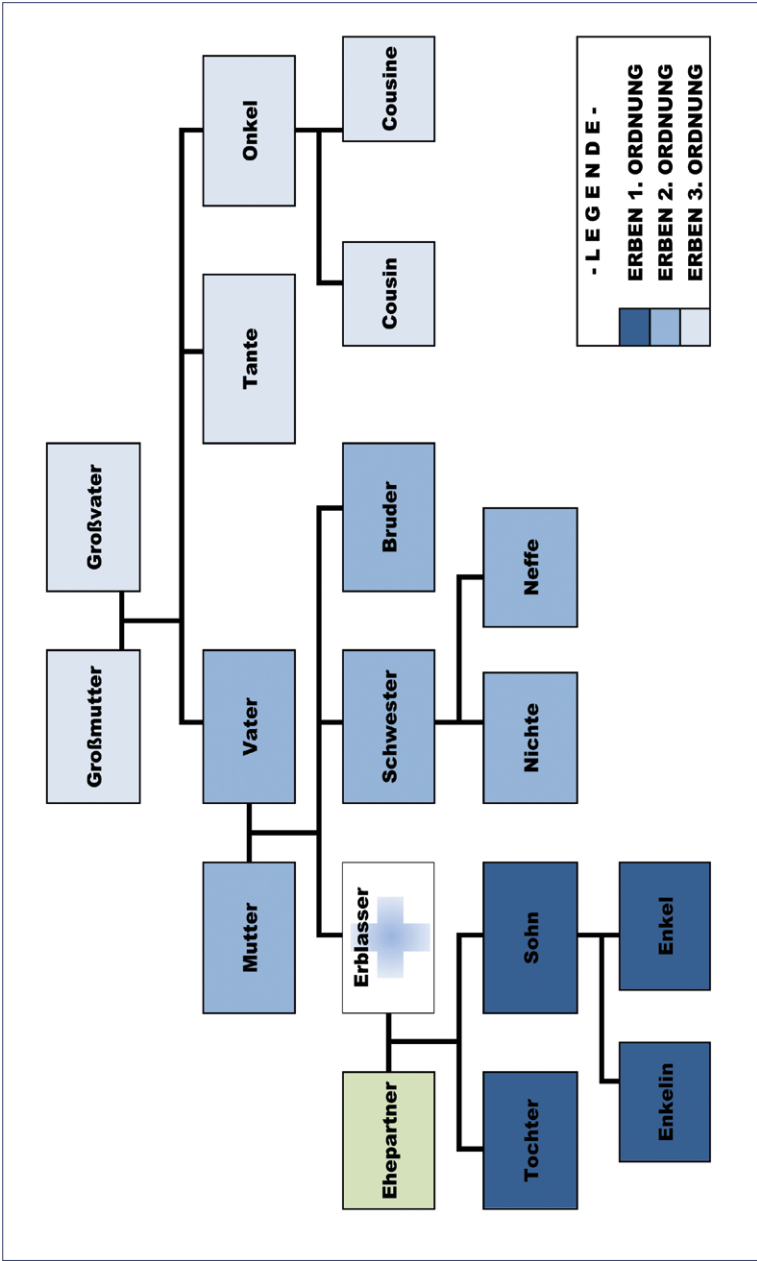 Großmutter
Großvater
Mutter
Vater
Tante
Onkel
Ehepartner
Erblasser
Schwester
Bruder
Cousin
Cousine
Tochter
Sohn
Nichte
Neffe
Enkelin
Enkel
- L E G E N D E -
ERBEN 1. ORDNUNG
ERBEN 2. ORDNUNG
ERBEN 3. ORDNUNG